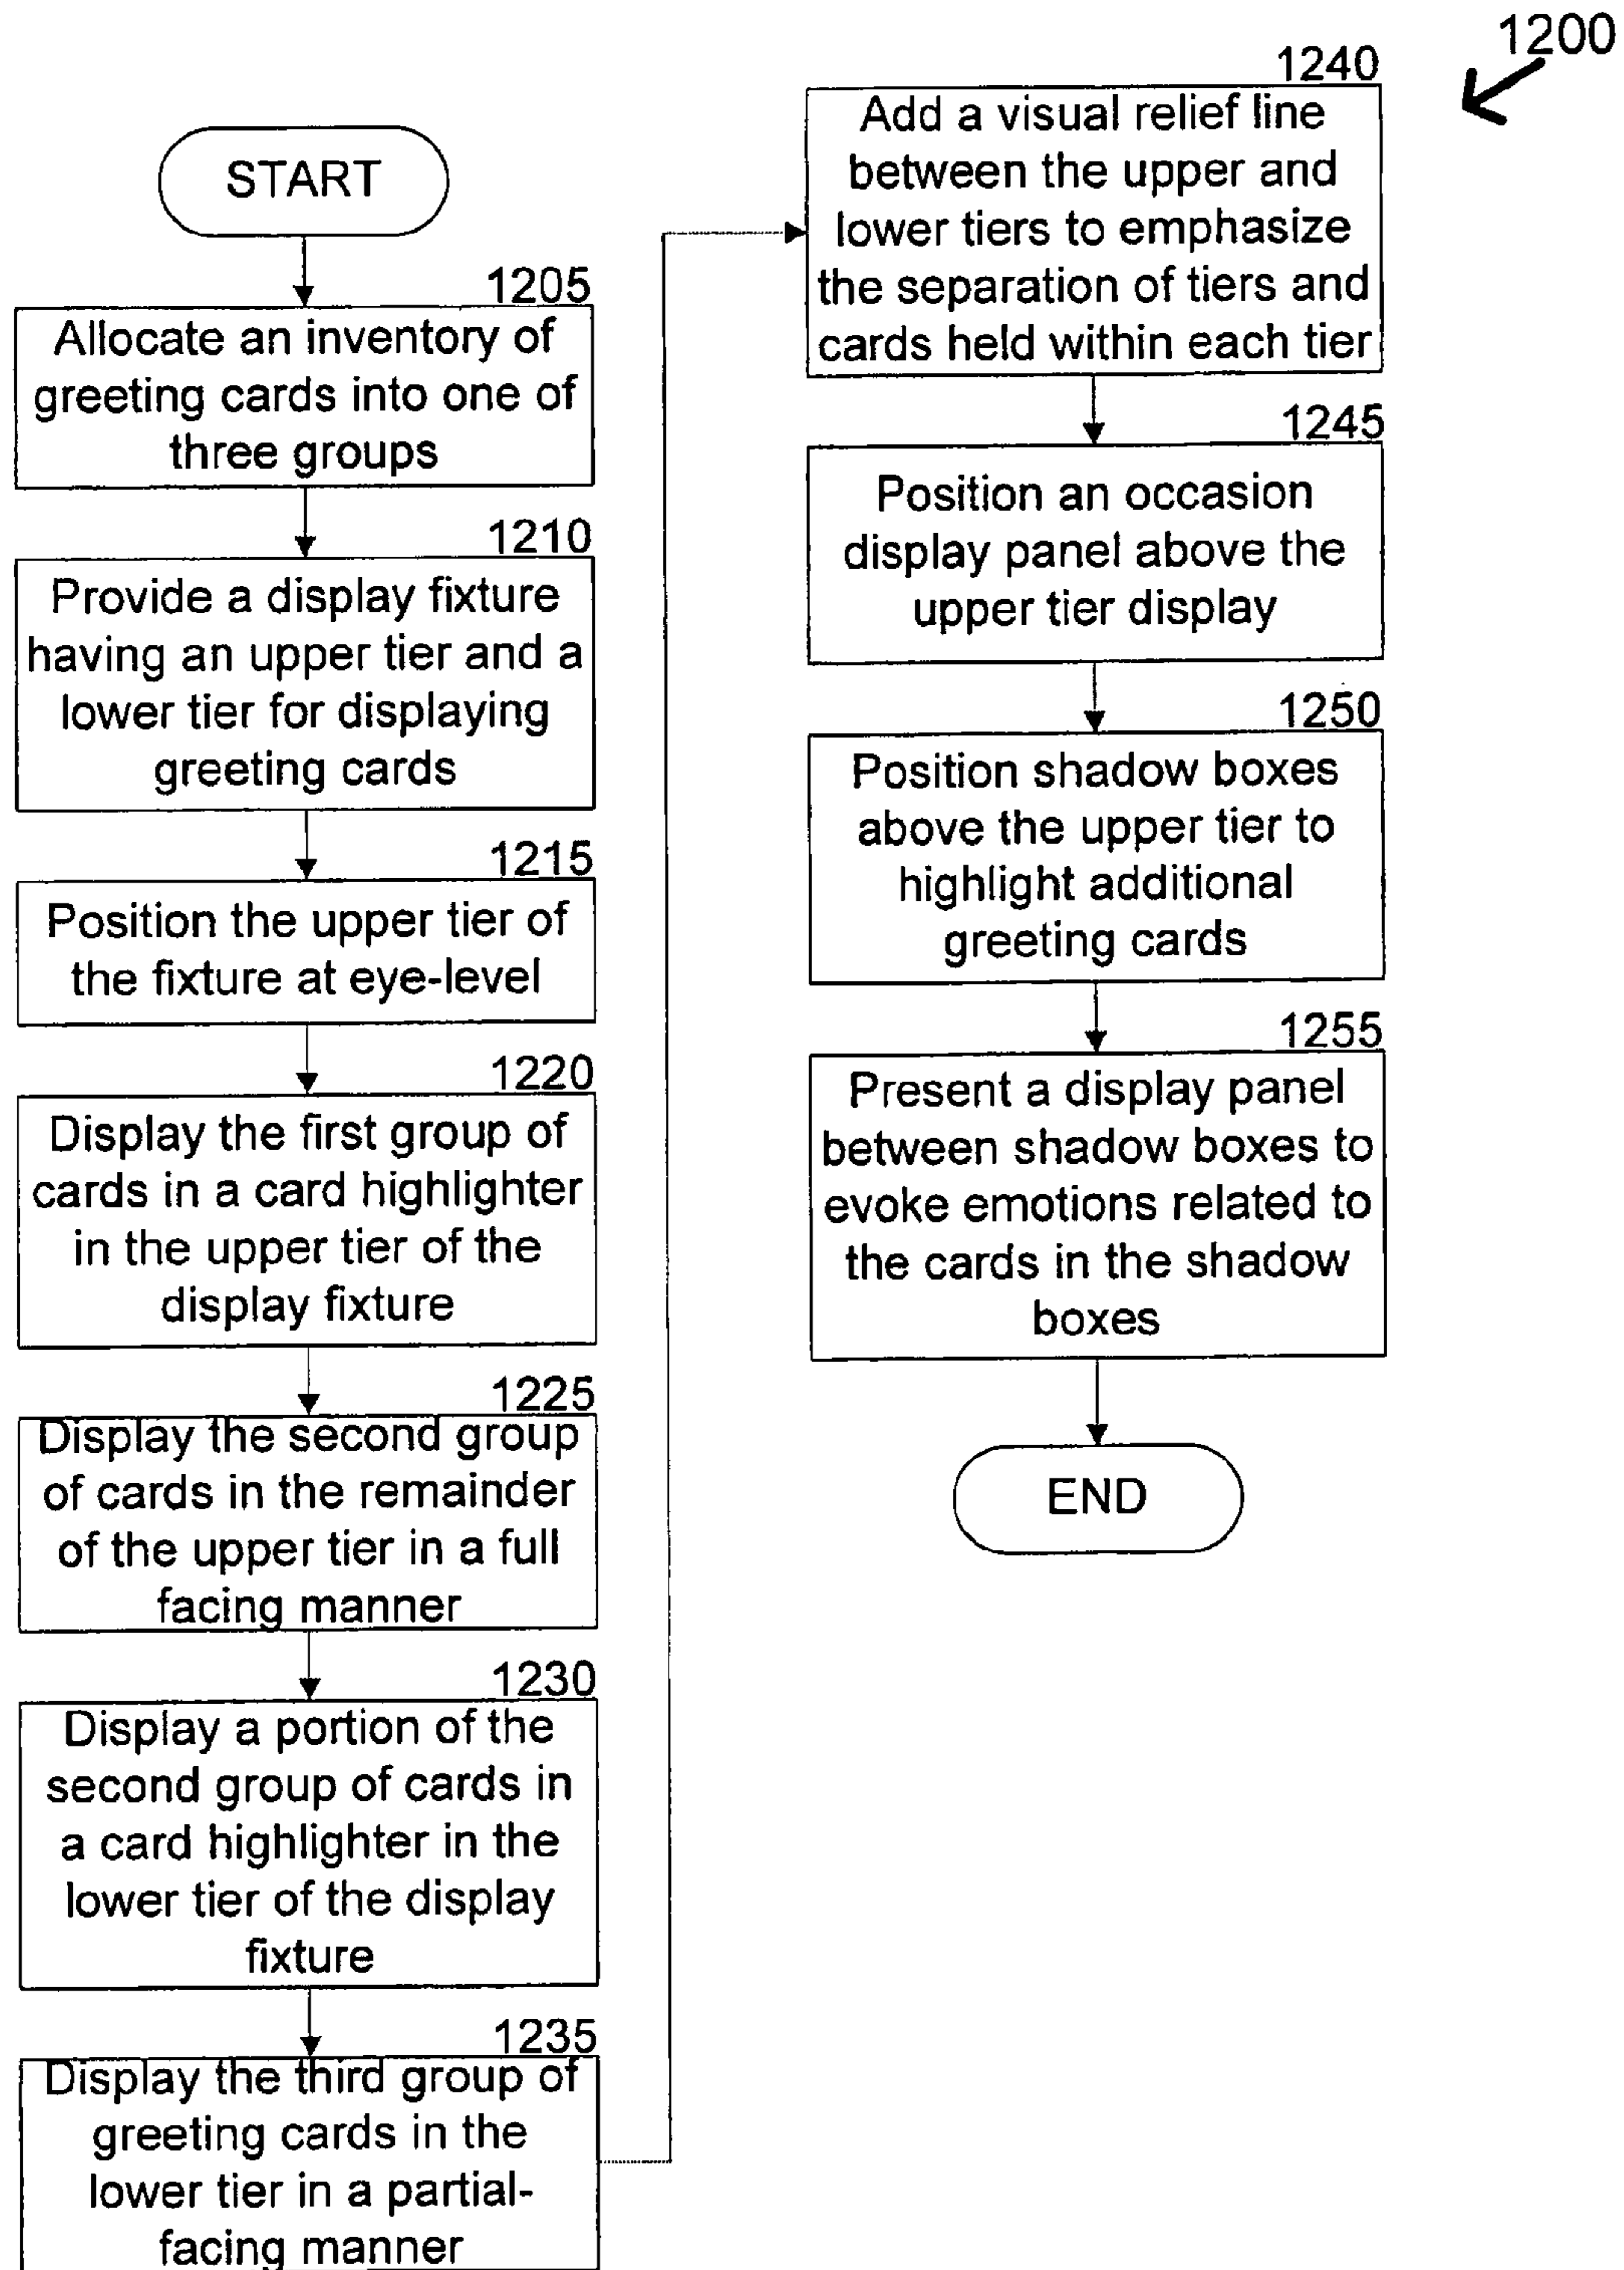 1200
START
1205
Allocate an inventory of
greeting cards into one of
three groups
1210
Provide a display fixture
having an upper tier and a
lower tier for displaying
greeting cards
1215
Position the upper tier of
the fixture at eye-level
1220
Display the first group of
cards in a card highlighter
in the upper tier of the
display fixture
1225
Display the second group
of cards in the remainder
of the upper tier in a full
facing manner
1230
Display a portion of the
second group of cards in
a card highlighter in the
lower tier of the display
fixture
1235
Display the third group of
greeting cards in the
lower tier in a partial-
facing manner
1240
Add a visual relief line
between the upper and
lower tiers to emphasize
the separation of tiers and
cards held within each tier
1245
Position an occasion
display panel above the
upper tier display
1250
Position shadow boxes
above the upper tier to
highlight additional
greeting cards
1255
Present a display panel
between shadow boxes to
evoke emotions related to
the cards in the shadow
boxes
END